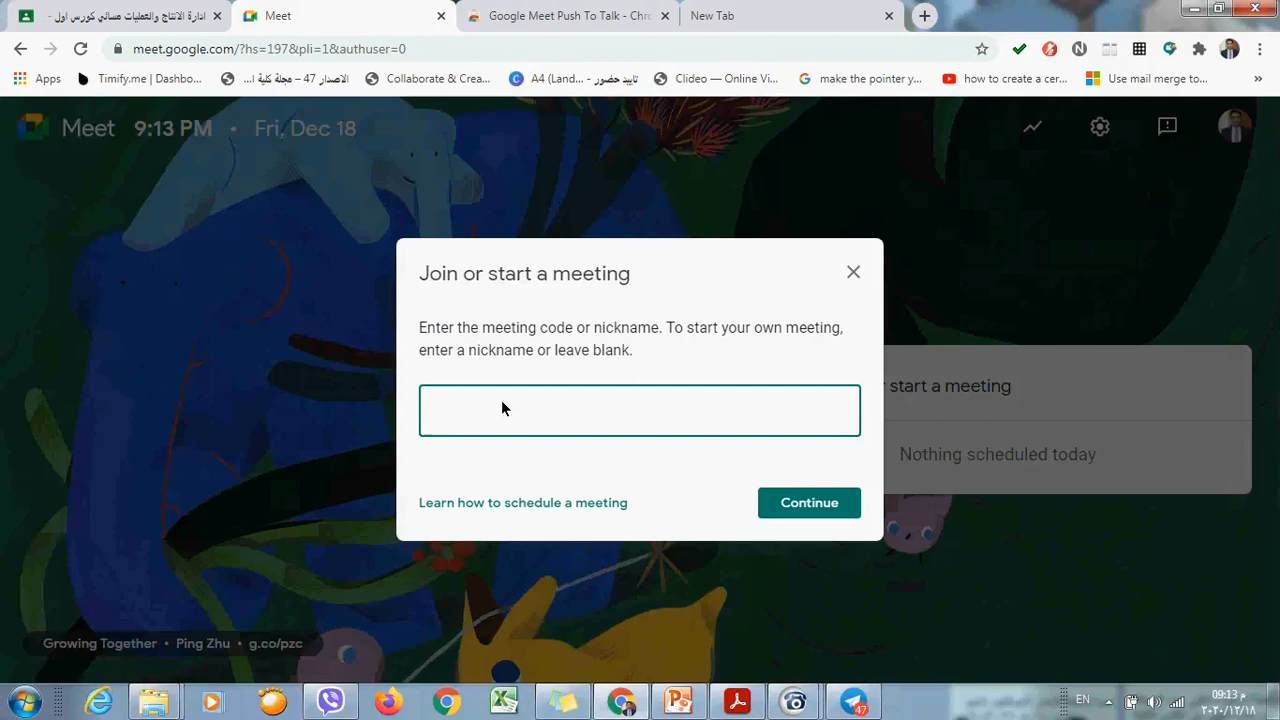 ادارة الانتاج والعمليات مسائي كورس اول -
Meet
Google Meet Push To Talk - Chro
New Tab
meet.google.com/?hs=197&pli=1&authuser=0
Apps
Timify.me | Dashbo...
الاصدار 47 – مجلة كلية ا...
Collaborate & Crea...
A4 (Land... - تاييد حضور
Clideo — Online Vi...
make the pointer y...
how to create a cer...
Use mail merge to...
»
Meet 9:13 PM • Fri, Dec 18
Join or start a meeting
Enter the meeting code or nickname. To start your own meeting,
enter a nickname or leave blank.
r start a meeting
Nothing scheduled today
Learn how to schedule a meeting
Continue
Growing Together • Ping Zhu • g.co/pzc
47
EN
09:13 م
٢٠٢٠/١٢/١٨